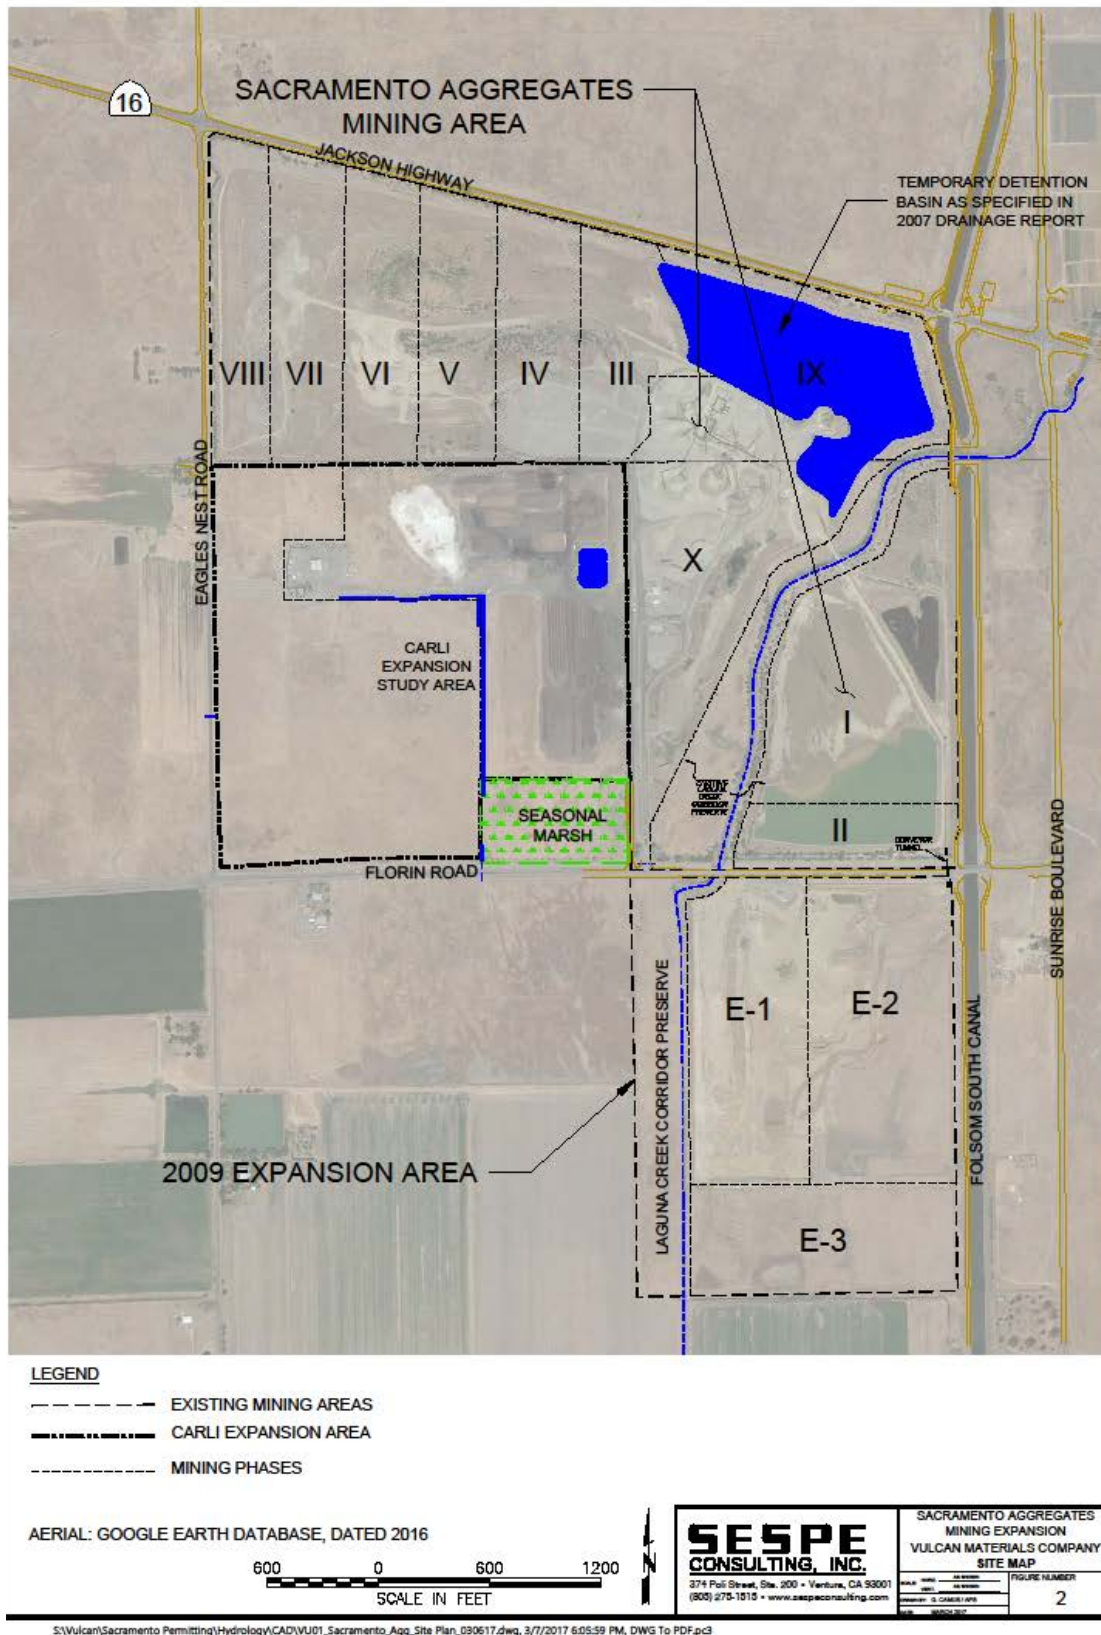 16
SACRAMENTO AGGREGATES
MINING AREA
JACKSON HIGHWAY
TEMPORARY DETENTION
BASIN AS SPECIFIED IN
2007 DRAINAGE REPORT
VIII
VII
VI
V
IV
III
IX
EAGLES NEST ROAD
X
CARLI
EXPANSION
STUDY AREA
I
SEASONAL
MARSH
II
CONVEYOR
TUNNEL
FLORIN ROAD
SUNRISE BOULEVARD
E-1
E-2
LAGUNA CREEK CORRIDOR PRESERVE
FOLSOM SOUTH CANAL
2009 EXPANSION AREA
E-3
LEGEND
EXISTING MINING AREAS
CARLI EXPANSION AREA
MINING PHASES
AERIAL: GOOGLE EARTH DATABASE, DATED 2016
600 0 600 1200
SCALE IN FEET
N
SESPE
CONSULTING, INC.
374 Poli Street, Ste. 200 • Ventura, CA 93001
(805) 275-1515 • www.sespeconsulting.com
SACRAMENTO AGGREGATES
MINING EXPANSION
VULCAN MATERIALS COMPANY
SITE MAP
FIGURE NUMBER
2
MARCH 2017
S:\Vulcan\Sacramento Permitting\Hydrology\CAD\VU01_Sacramento_Agg_Site Plan_030617.dwg, 3/7/2017 6:05:59 PM, DWG To PDF.pc3